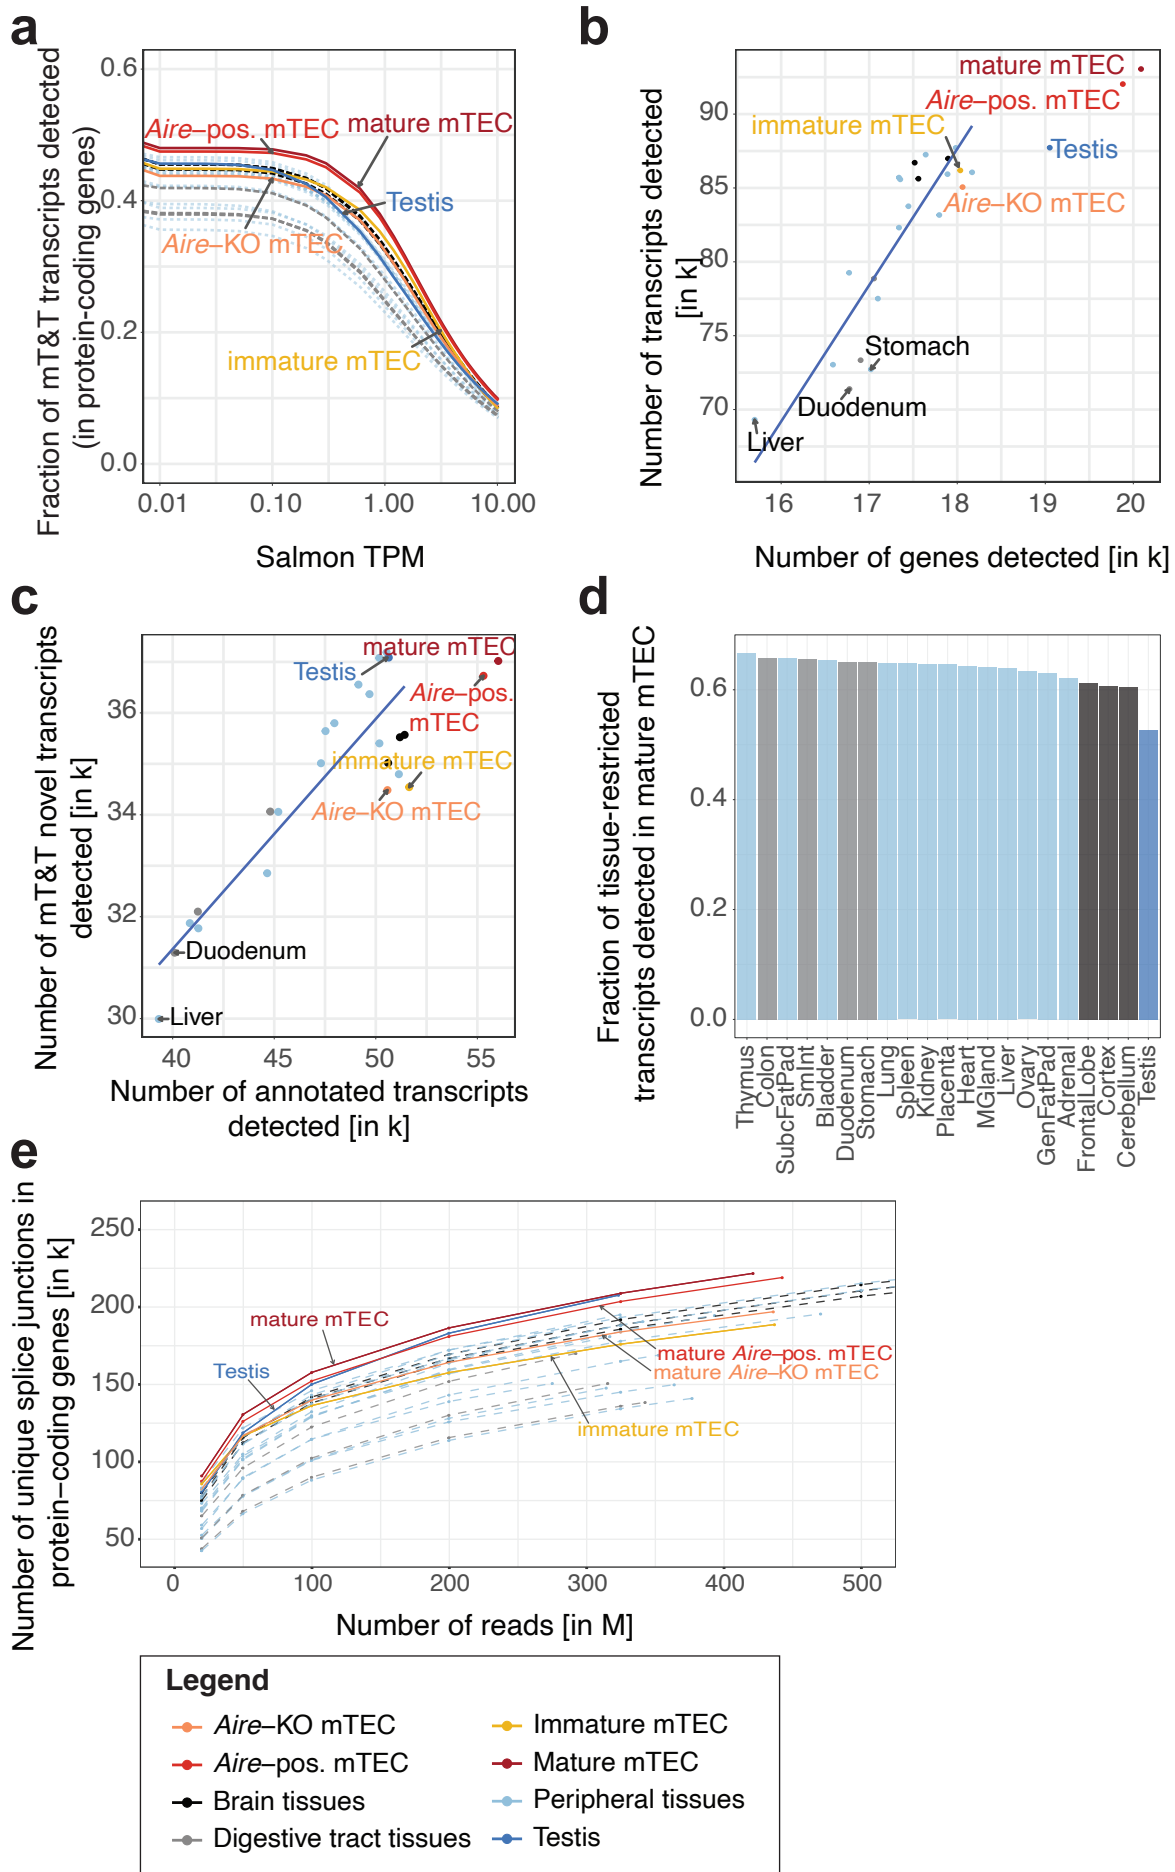 a
Fraction of mT&T transcripts detected
(in protein-coding genes)
0.6
0.4
0.2
0.0
Aire–pos. mTEC
mature mTEC
Testis
Aire–KO mTEC
immature mTEC
0.01
0.10
1.00
10.00
Salmon TPM
b
Number of transcripts detected
[in k]
90
85
80
75
70
mature mTEC
Aire–pos. mTEC
immature mTEC
Testis
Aire–KO mTEC
Stomach
Duodenum
Liver
16
17
18
19
20
Number of genes detected [in k]
c
Number of mT&T novel transcripts
detected [in k]
36
34
32
30
mature mTEC
Testis
Aire–pos.
mTEC
immature mTEC
Aire–KO mTEC
Duodenum
Liver
40
45
50
55
Number of annotated transcripts
detected [in k]
d
Fraction of tissue-restricted
transcripts detected in mature mTEC
0.6
0.4
0.2
0.0
Thymus
Colon
SubcFatPad
SmInt
Bladder
Duodenum
Stomach
Lung
Spleen
Kidney
Placenta
Heart
MGland
Liver
Ovary
GenFatPad
Adrenal
FrontalLobe
Cortex
Cerebellum
Testis
e
Number of unique splice junctions in
protein–coding genes [in k]
250
200
150
100
50
mature mTEC
Testis
mature Aire–pos. mTEC
mature Aire–KO mTEC
immature mTEC
0
100
200
300
400
500
Number of reads [in M]
Legend
Aire–KO mTEC
Immature mTEC
Aire–pos. mTEC
Mature mTEC
Brain tissues
Peripheral tissues
Digestive tract tissues
Testis